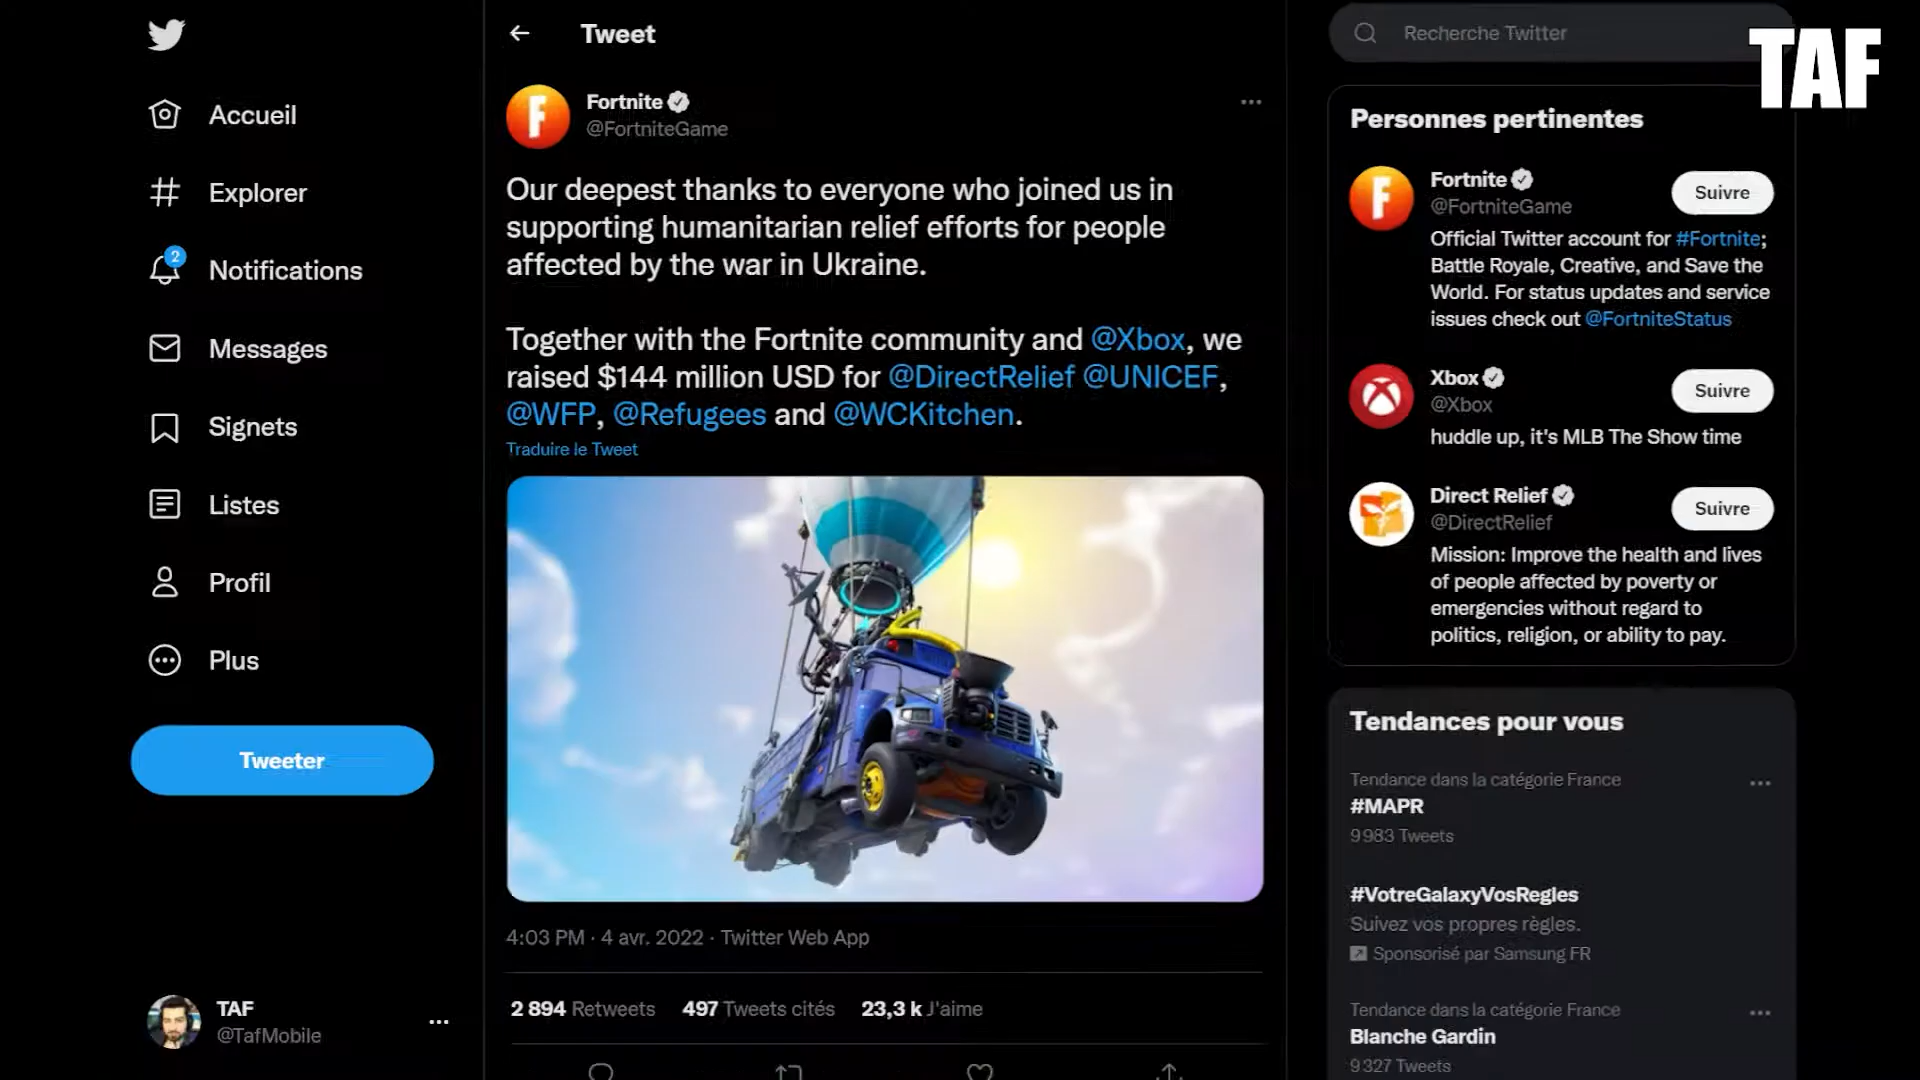 Accueil
Explorer
2
Notifications
Messages
Signets
Listes
Profil
Plus
Tweeter
TAF
@TafMobile
Tweet
Fortnite
@FortniteGame
Our deepest thanks to everyone who joined us in
supporting humanitarian relief efforts for people
affected by the war in Ukraine.
Together with the Fortnite community and @Xbox, we
raised $144 million USD for @DirectRelief @UNICEF,
@WFP, @Refugees and @WCKitchen.
Traduire le Tweet
4:03 PM · 4 avr. 2022 · Twitter Web App
2 894 Retweets 497 Tweets cités 23,3 k J'aime
Recherche Twitter
TAF
Personnes pertinentes
Fortnite
@FortniteGame
Suivre
Official Twitter account for #Fortnite;
Battle Royale, Creative, and Save the
World. For status updates and service
issues check out @FortniteStatus
Xbox
@Xbox
Suivre
huddle up, it's MLB The Show time
Direct Relief
@DirectRelief
Suivre
Mission: Improve the health and lives
of people affected by poverty or
emergencies without regard to
politics, religion, or ability to pay.
Tendances pour vous
Tendance dans la catégorie France
#MAPR
9 983 Tweets
#VotreGalaxyVosRegles
Suivez vos propres règles.
Sponsorisé par Samsung FR
Tendance dans la catégorie France
Blanche Gardin
9 327 Tweets